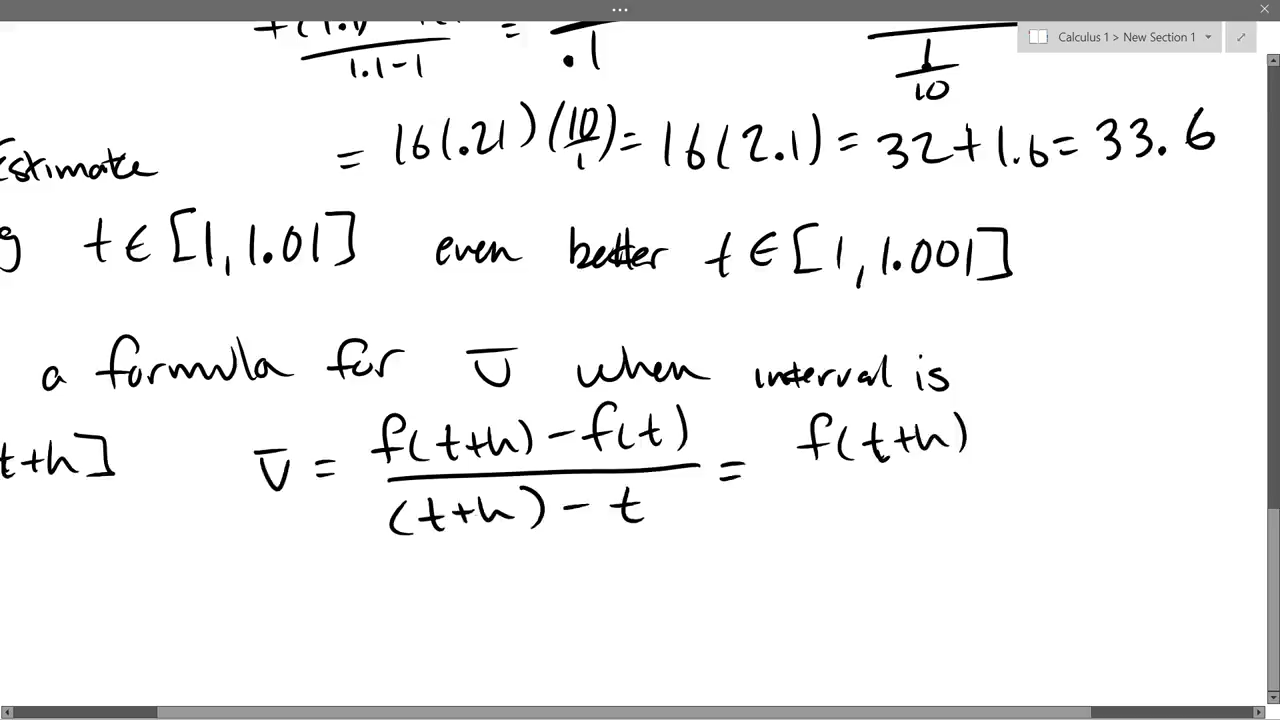 Calculus 1 > New Section 1
1.1-1 = .1 1/10
Estimate = 16(.21)(10/1) = 16(2.1) = 32+1.6 = 33.6
t∈[1,1.01] even better t∈[1,1.001]
a formula for v̄ when interval is
t+h] v̄ = (f(t+h)-f(t))/((t+h)-t) = f(t+h)